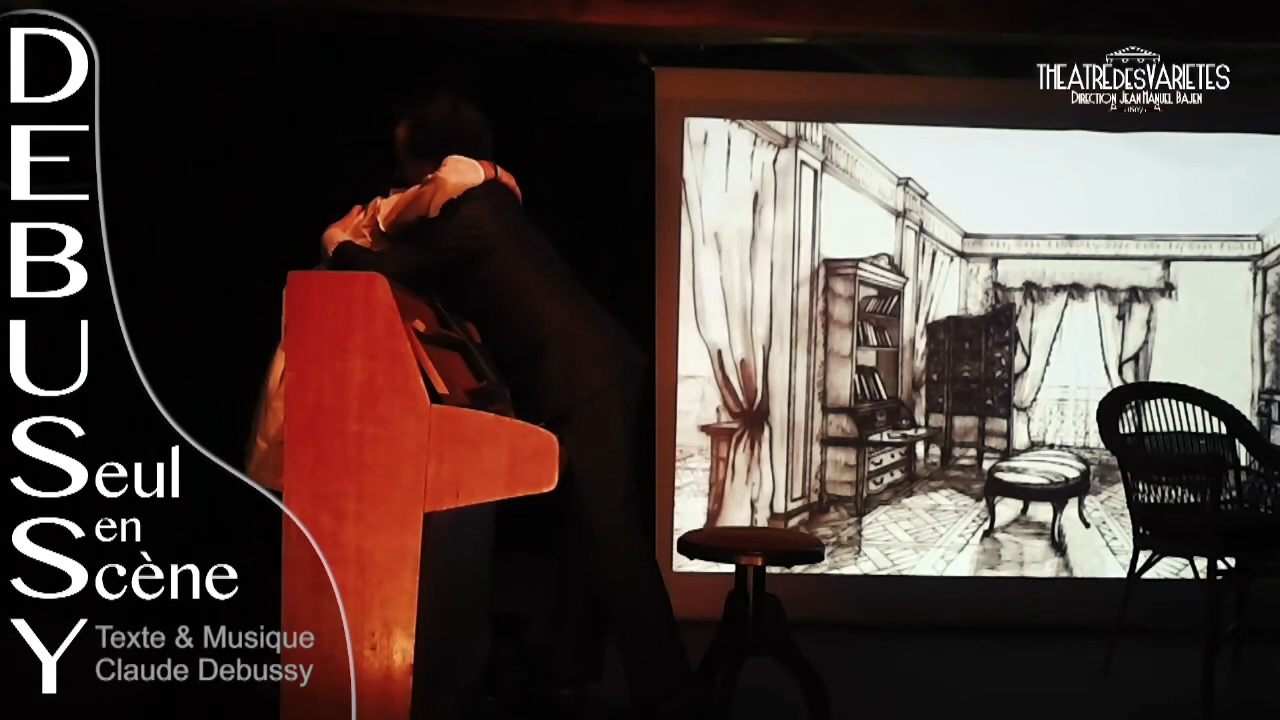 DEBUSSY
Seul
en
Scène
Texte & Musique
Claude Debussy
THEATRE DES VARIETES
DIRECTION JEAN MANUEL BAJEN